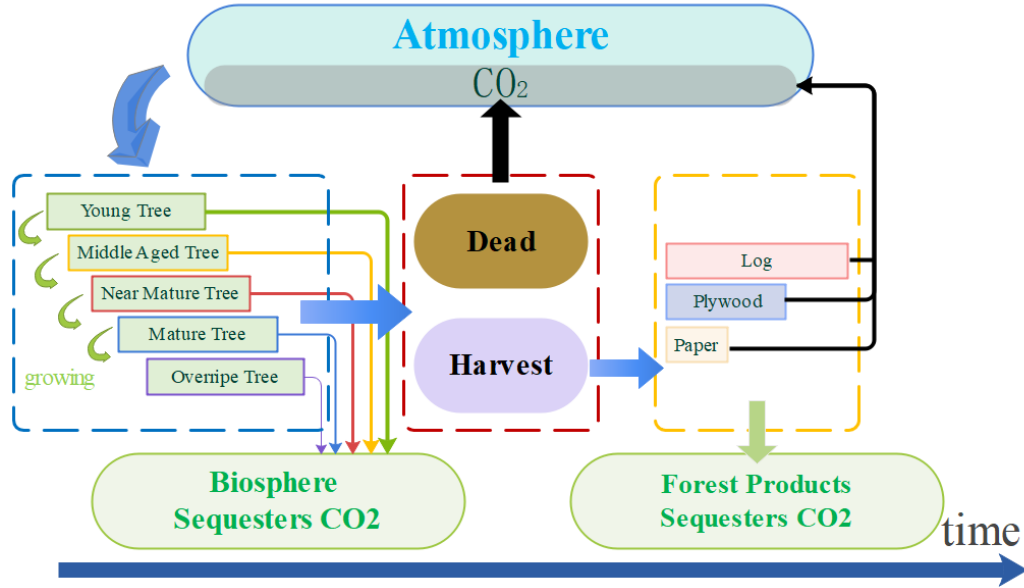 Atmosphere
CO₂
Young Tree
Middle Aged Tree
Near Mature Tree
Mature Tree
Overripe Tree
growing
Dead
Harvest
Log
Plywood
Paper
Biosphere
Sequesters CO2
Forest Products
Sequesters CO2
time